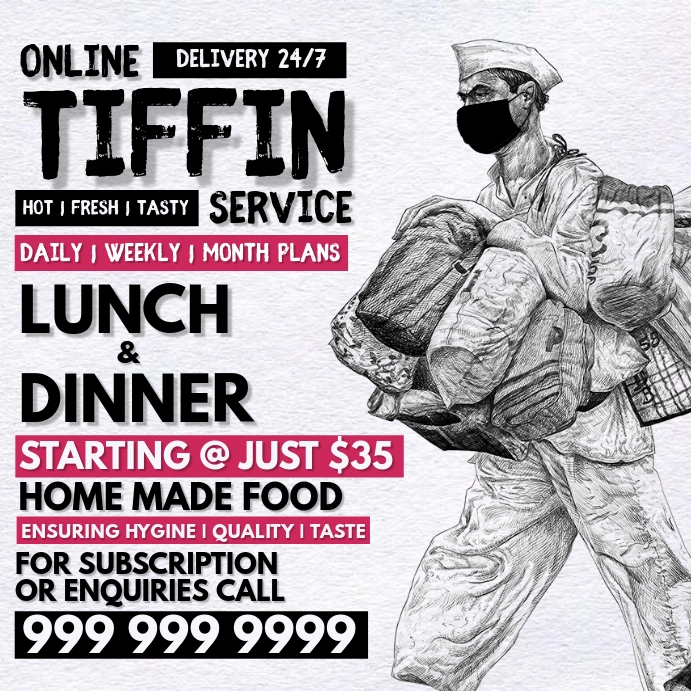 ONLINE DELIVERY 24/7
TIFFIN
HOT | FRESH | TASTY SERVICE
DAILY | WEEKLY | MONTH PLANS
LUNCH
&
DINNER
STARTING @ JUST $35
HOME MADE FOOD
ENSURING HYGINE | QUALITY | TASTE
FOR SUBSCRIPTION
OR ENQUIRIES CALL
999 999 9999